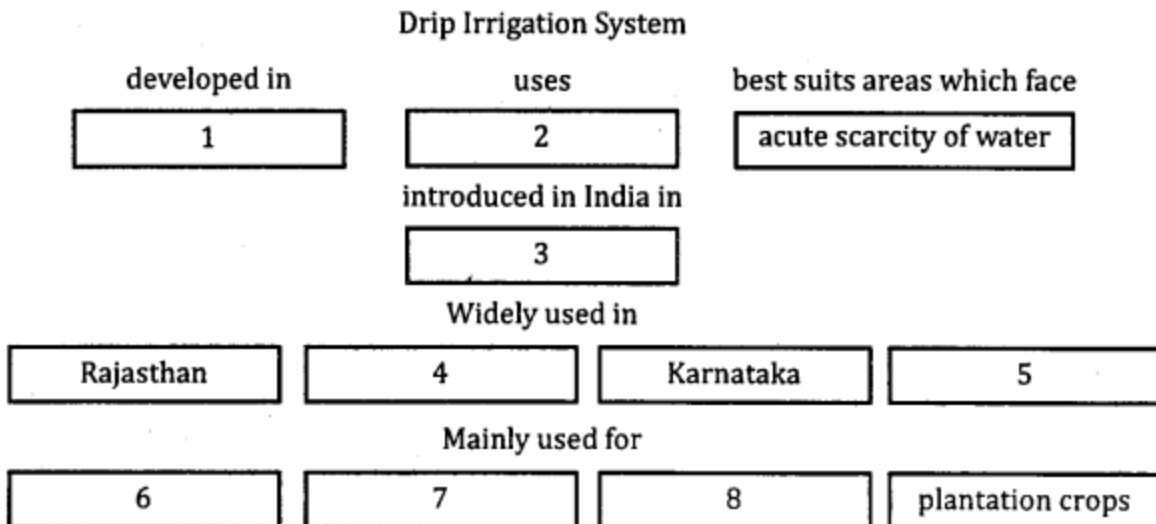 Drip Irrigation System
developed in uses best suits areas which face
1 2 acute scarcity of water
introduced in India in
3
Widely used in
Rajasthan 4 Karnataka 5
Mainly used for
6 7 8 plantation crops